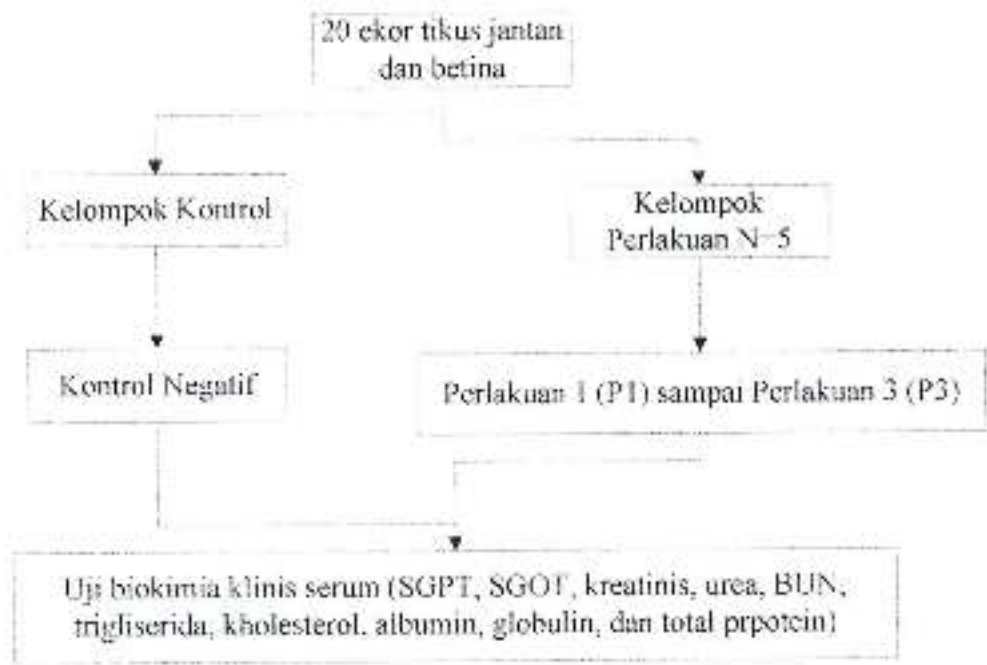 20 ekor tikus jantan
dan betina
Kelompok Kontrol
Kelompok
Perlakuan N=5
Kontrol Negatif
Perlakuan 1 (P1) sampai Perlakuan 3 (P3)
Uji biokimia klinis serum (SGPT, SGOT, kreatinis, urea, BUN,
trigliserida, kholesterol, albumin, globulin, dan total prpotein)